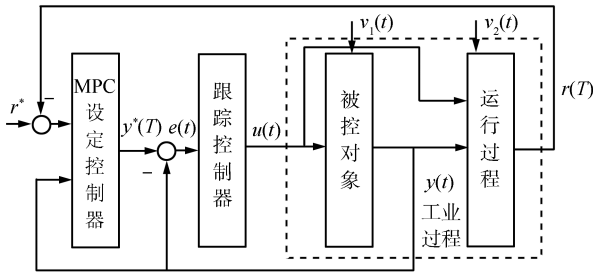 v₁(t)
v₂(t)
r*
−
MPC
设
定
控
制
器
y*(T)
e(t)
−
跟
踪
控
制
器
u(t)
被
控
对
象
运
行
过
程
r(T)
y(t)
工业
过程